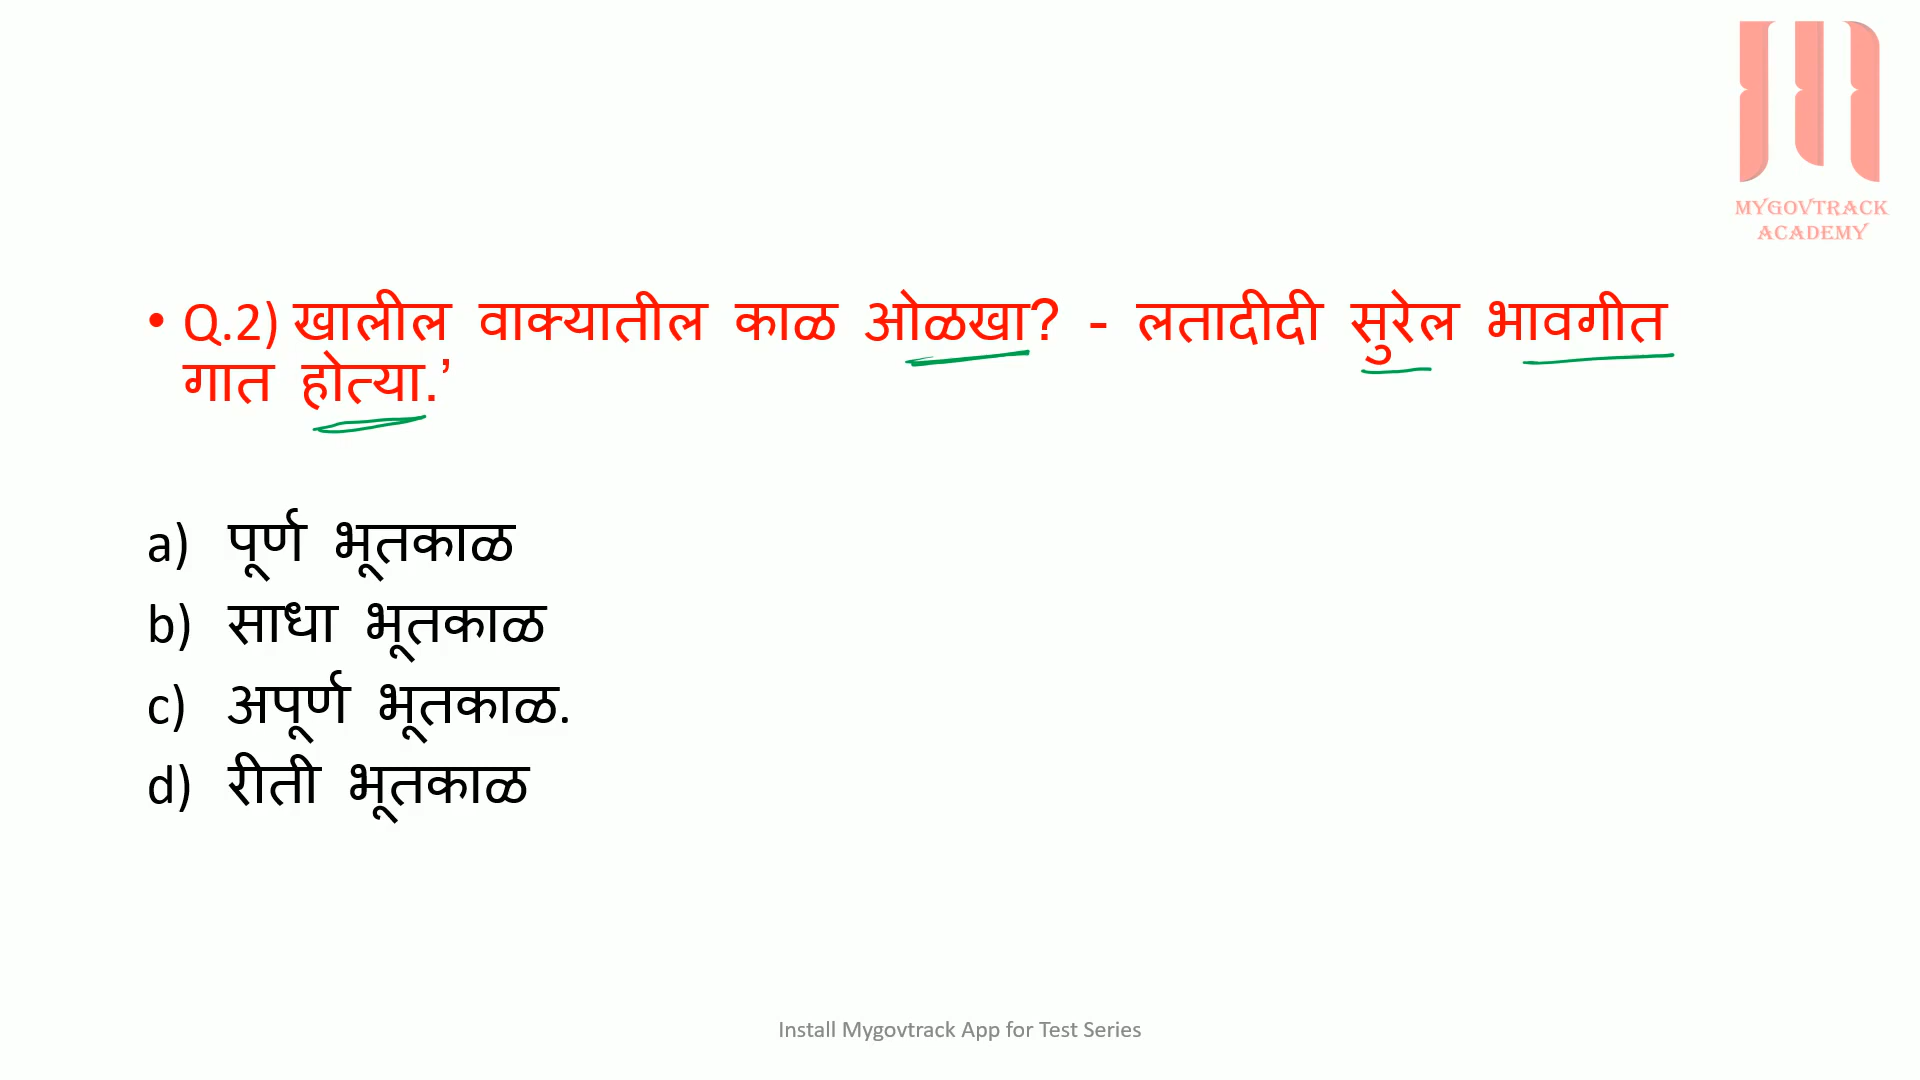 MYGOVTRACK
ACADEMY
• Q.2) खालील वाक्यातील काळ ओळखा? - लतादीदी सुरेल भावगीत
गात होत्या.’
a) पूर्ण भूतकाळ
b) साधा भूतकाळ
c) अपूर्ण भूतकाळ.
d) रीती भूतकाळ
Install Mygovtrack App for Test Series